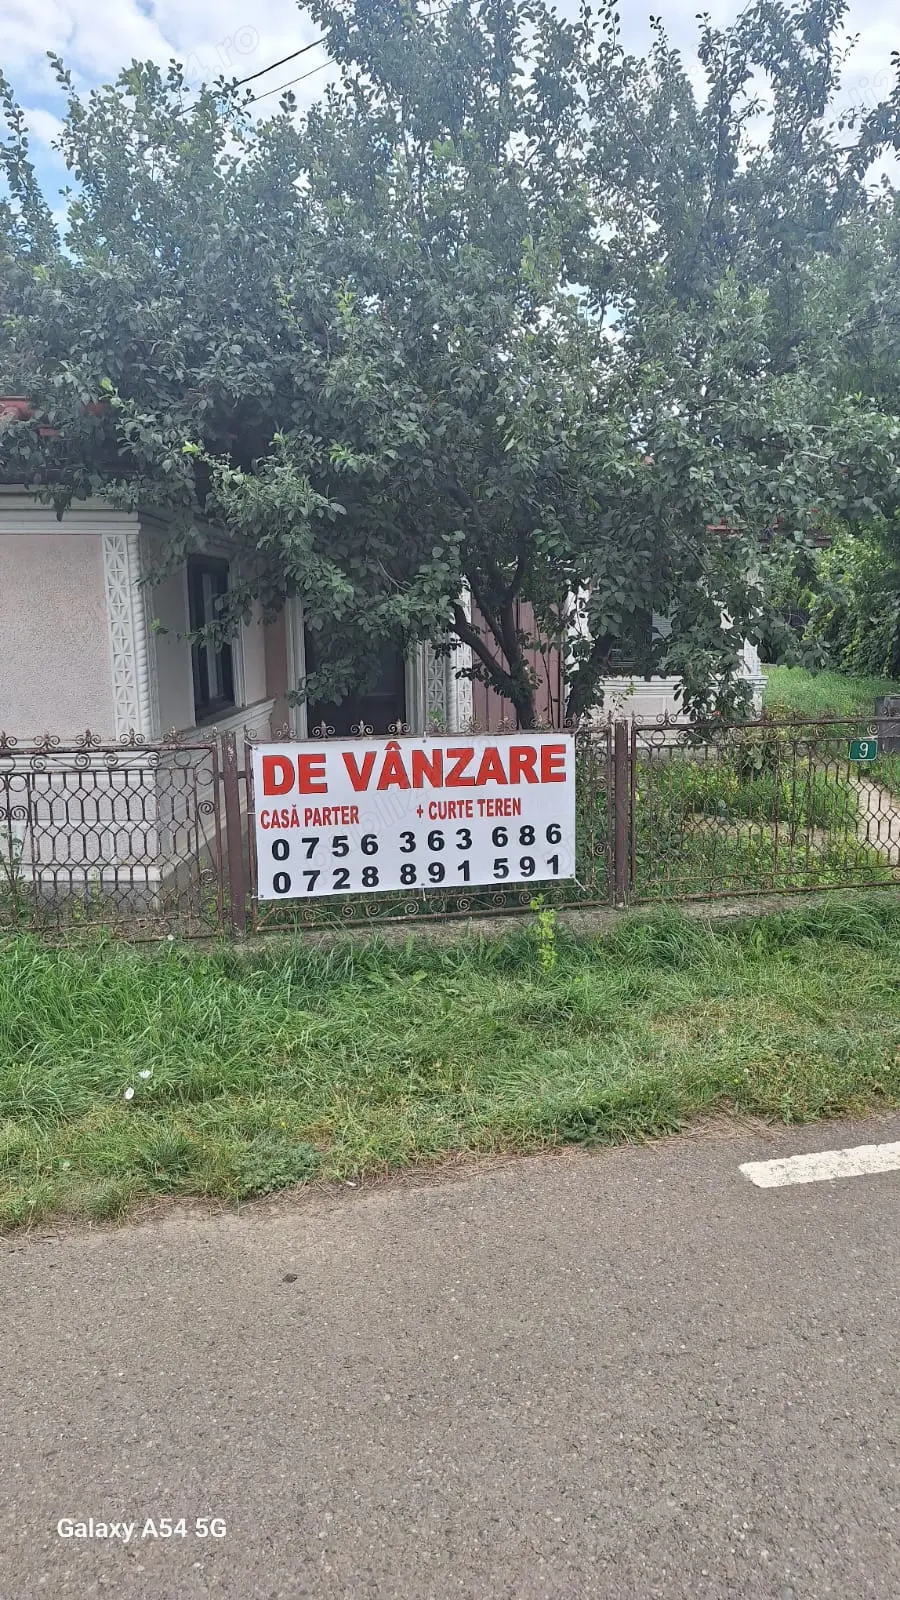 9
DE VÂNZARE
CASĂ PARTER + CURTE TEREN
0756 363 686
0728 891 591
Galaxy A54 5G